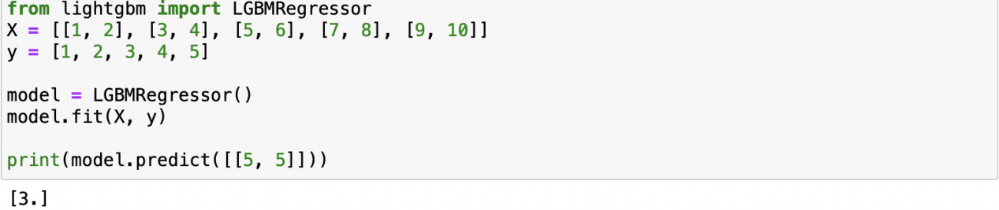 from lightgbm import LGBMRegressor
X = [[1, 2], [3, 4], [5, 6], [7, 8], [9, 10]]
y = [1, 2, 3, 4, 5]
model = LGBMRegressor()
model.fit(X, y)
print(model.predict([[5, 5]]))
[3.]